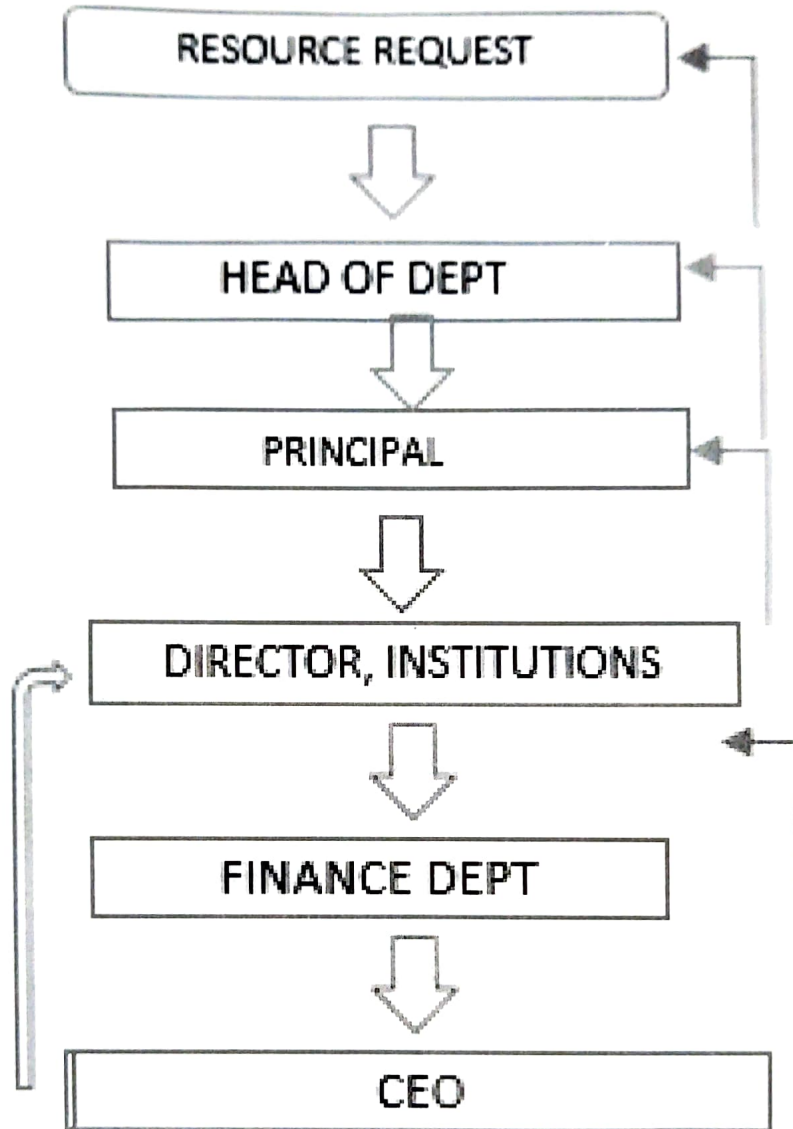 RESOURCE REQUEST
HEAD OF DEPT
PRINCIPAL
DIRECTOR, INSTITUTIONS
FINANCE DEPT
CEO